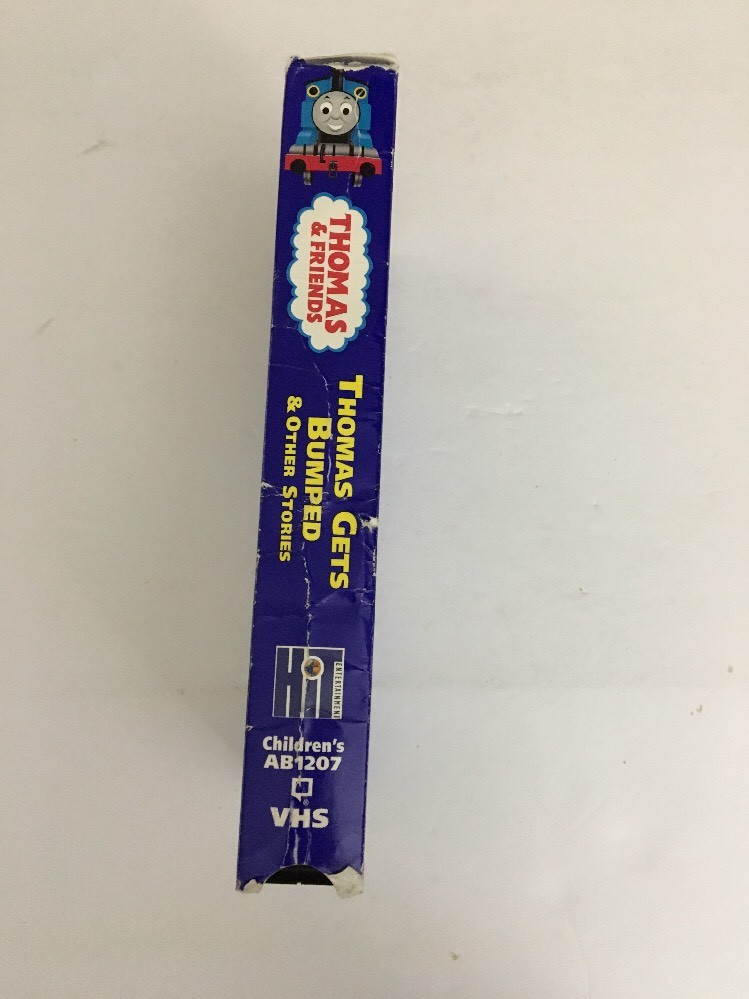 THOMAS
& FRIENDS
THOMAS GETS
BUMPED
& OTHER STORIES
HiT
ENTERTAINMENT
Children's
AB1207
VHS